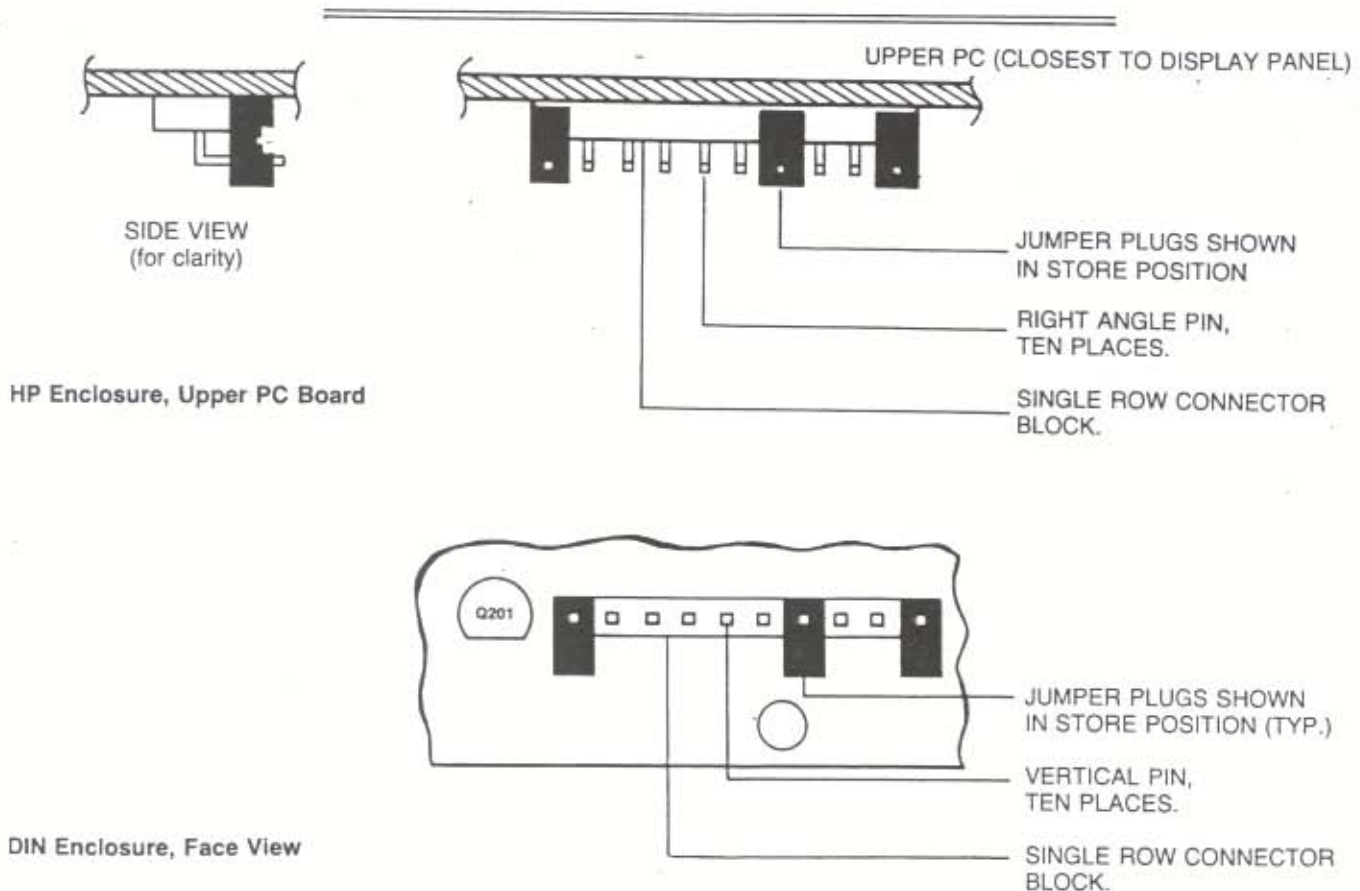 UPPER PC (CLOSEST TO DISPLAY PANEL)
SIDE VIEW
(for clarity)
JUMPER PLUGS SHOWN
IN STORE POSITION
RIGHT ANGLE PIN,
TEN PLACES.
HP Enclosure, Upper PC Board
SINGLE ROW CONNECTOR
BLOCK.
Q201
JUMPER PLUGS SHOWN
IN STORE POSITION (TYP.)
VERTICAL PIN,
TEN PLACES.
DIN Enclosure, Face View
SINGLE ROW CONNECTOR
BLOCK.